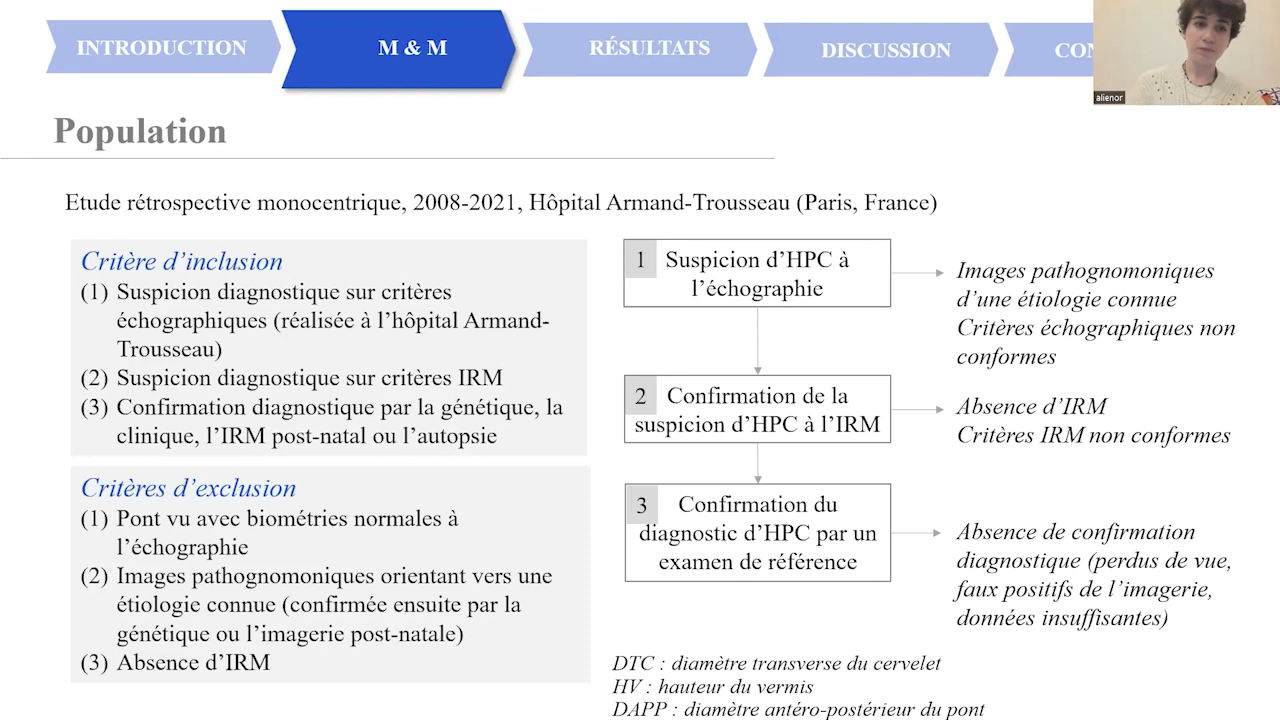 INTRODUCTION
M & M
RÉSULTATS
DISCUSSION
CON
alienor
Population
Etude rétrospective monocentrique, 2008-2021, Hôpital Armand-Trousseau (Paris, France)
Critère d’inclusion
(1) Suspicion diagnostique sur critères
échographiques (réalisée à l’hôpital Armand-
Trousseau)
(2) Suspicion diagnostique sur critères IRM
(3) Confirmation diagnostique par la génétique, la
clinique, l’IRM post-natal ou l’autopsie
Critères d’exclusion
(1) Pont vu avec biométries normales à
l’échographie
(2) Images pathognomoniques orientant vers une
étiologie connue (confirmée ensuite par la
génétique ou l’imagerie post-natale)
(3) Absence d’IRM
1 Suspicion d’HPC à
l’échographie
Images pathognomoniques
d’une étiologie connue
Critères échographiques non
conformes
2 Confirmation de la
suspicion d’HPC à l’IRM
Absence d’IRM
Critères IRM non conformes
3 Confirmation du
diagnostic d’HPC par un
examen de référence
Absence de confirmation
diagnostique (perdus de vue,
faux positifs de l’imagerie,
données insuffisantes)
DTC : diamètre transverse du cervelet
HV : hauteur du vermis
DAPP : diamètre antéro-postérieur du pont